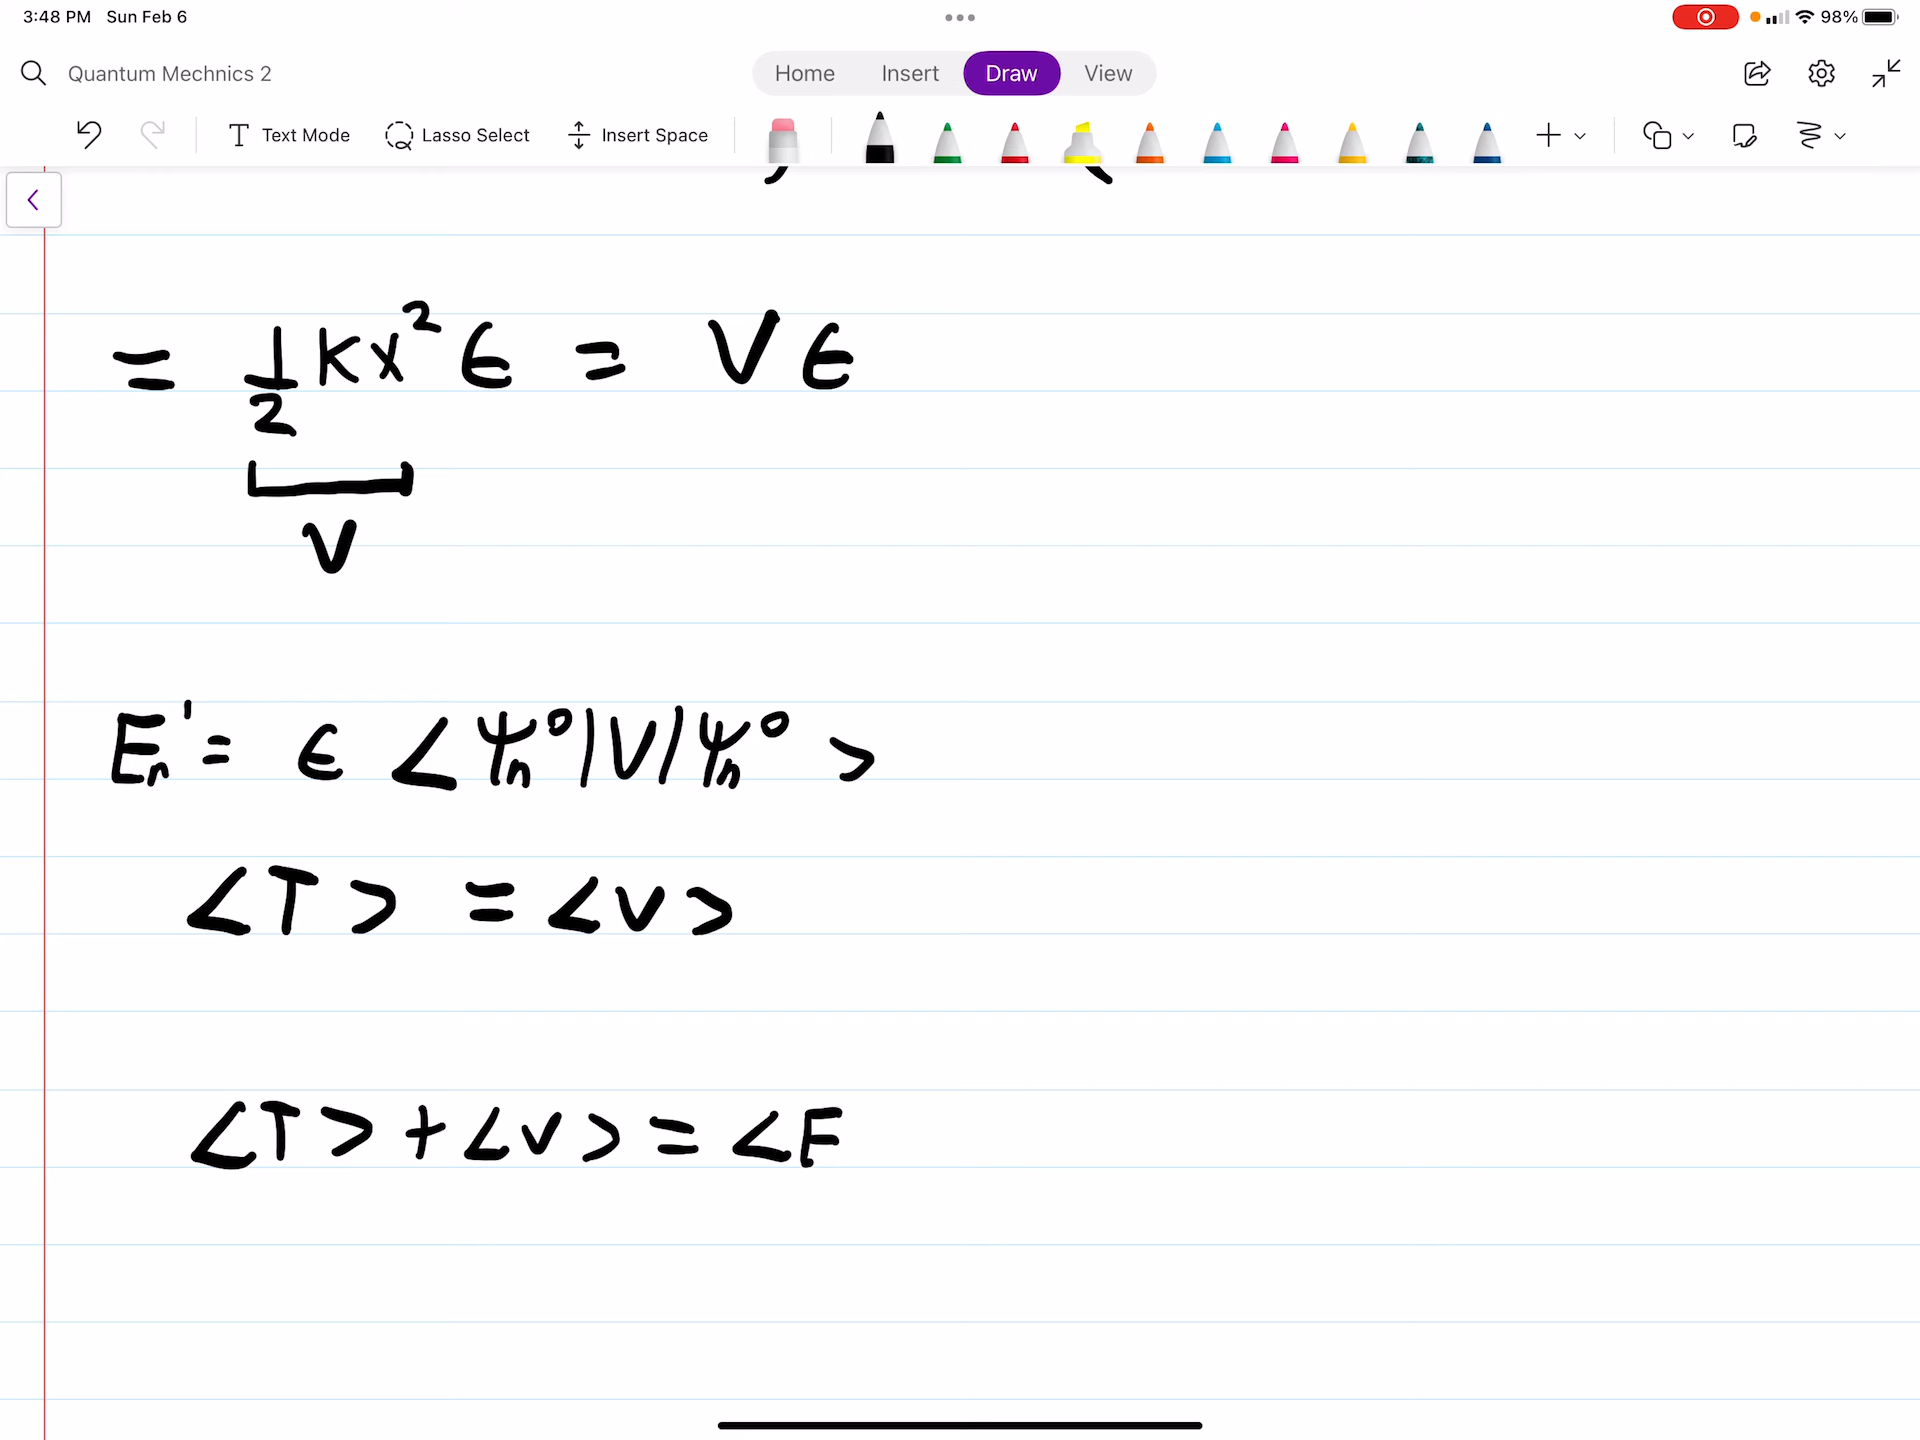 3:48 PM Sun Feb 6
98%
Quantum Mechnics 2
Home Insert Draw View
T Text Mode Lasso Select Insert Space
= 1/2 Kx² ϵ = V ϵ
V
Eₙ¹ = ϵ <ψₙ⁰|V|ψₙ⁰>
<T> = <V>
<T> + <V> = <F